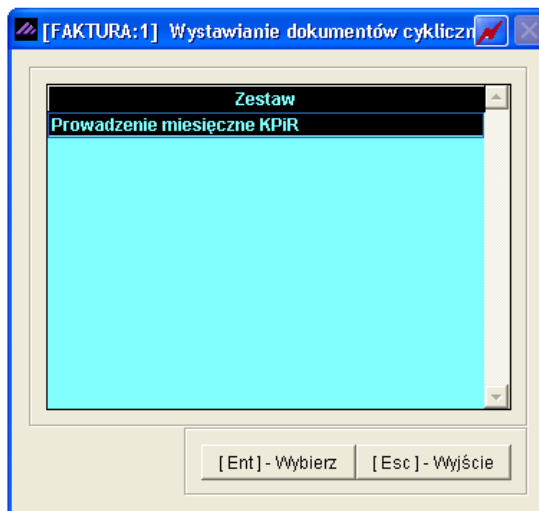 [FAKTURA:1] Wystawianie dokumentów cykliczn
Zestaw
Prowadzenie miesięczne KPiR
[Ent] - Wybierz [Esc] - Wyjście